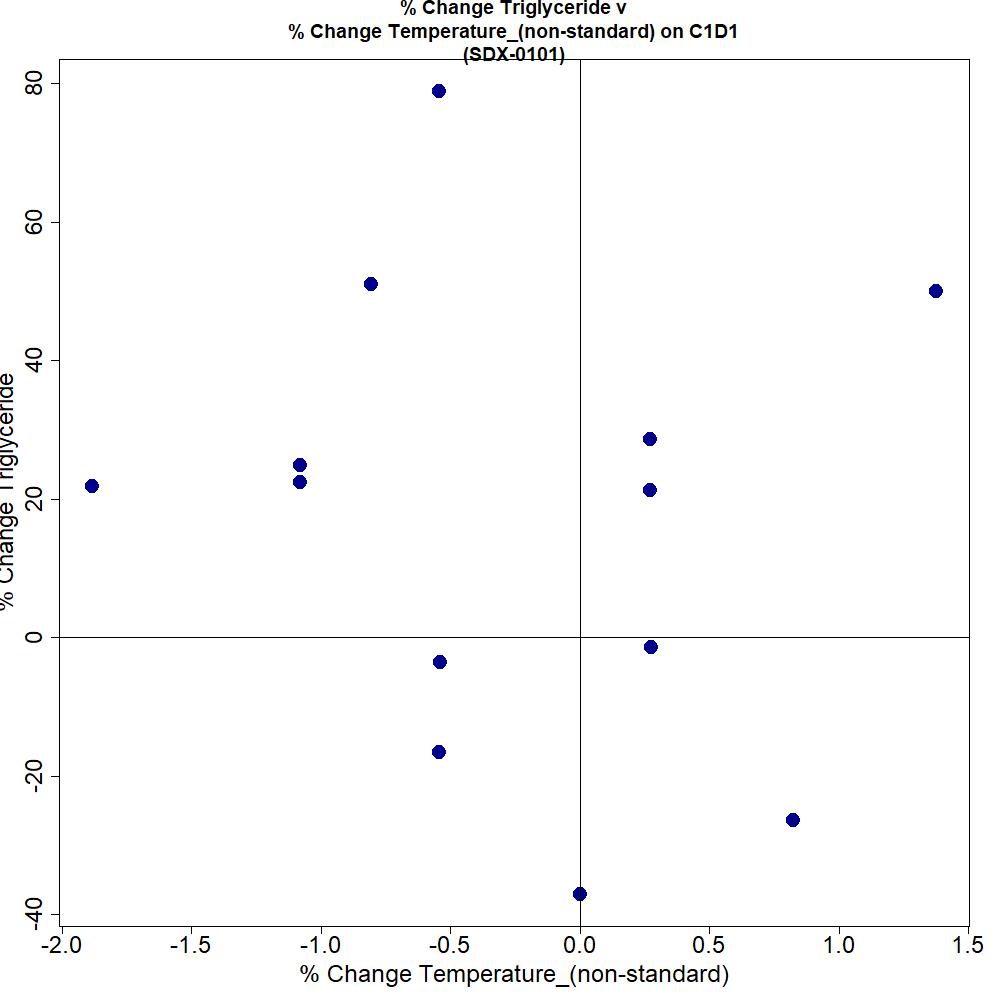 % Change Triglyceride v
% Change Temperature_(non-standard) on C1D1
(SDX-0101)
% Change Triglyceride
80
60
40
20
0
-20
-40
-2.0 -1.5 -1.0 -0.5 0.0 0.5 1.0 1.5
% Change Temperature_(non-standard)